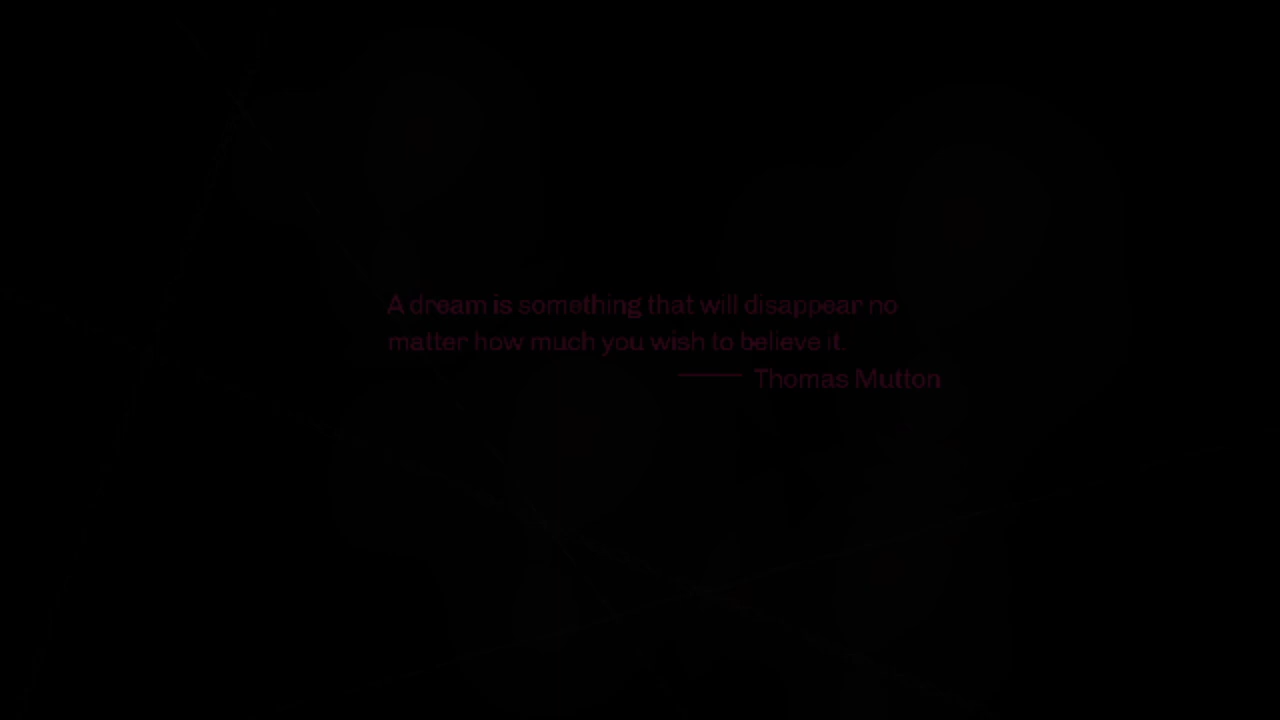 A dream is something that will disappear no
matter how much you wish to believe it.
—— Thomas Mutton